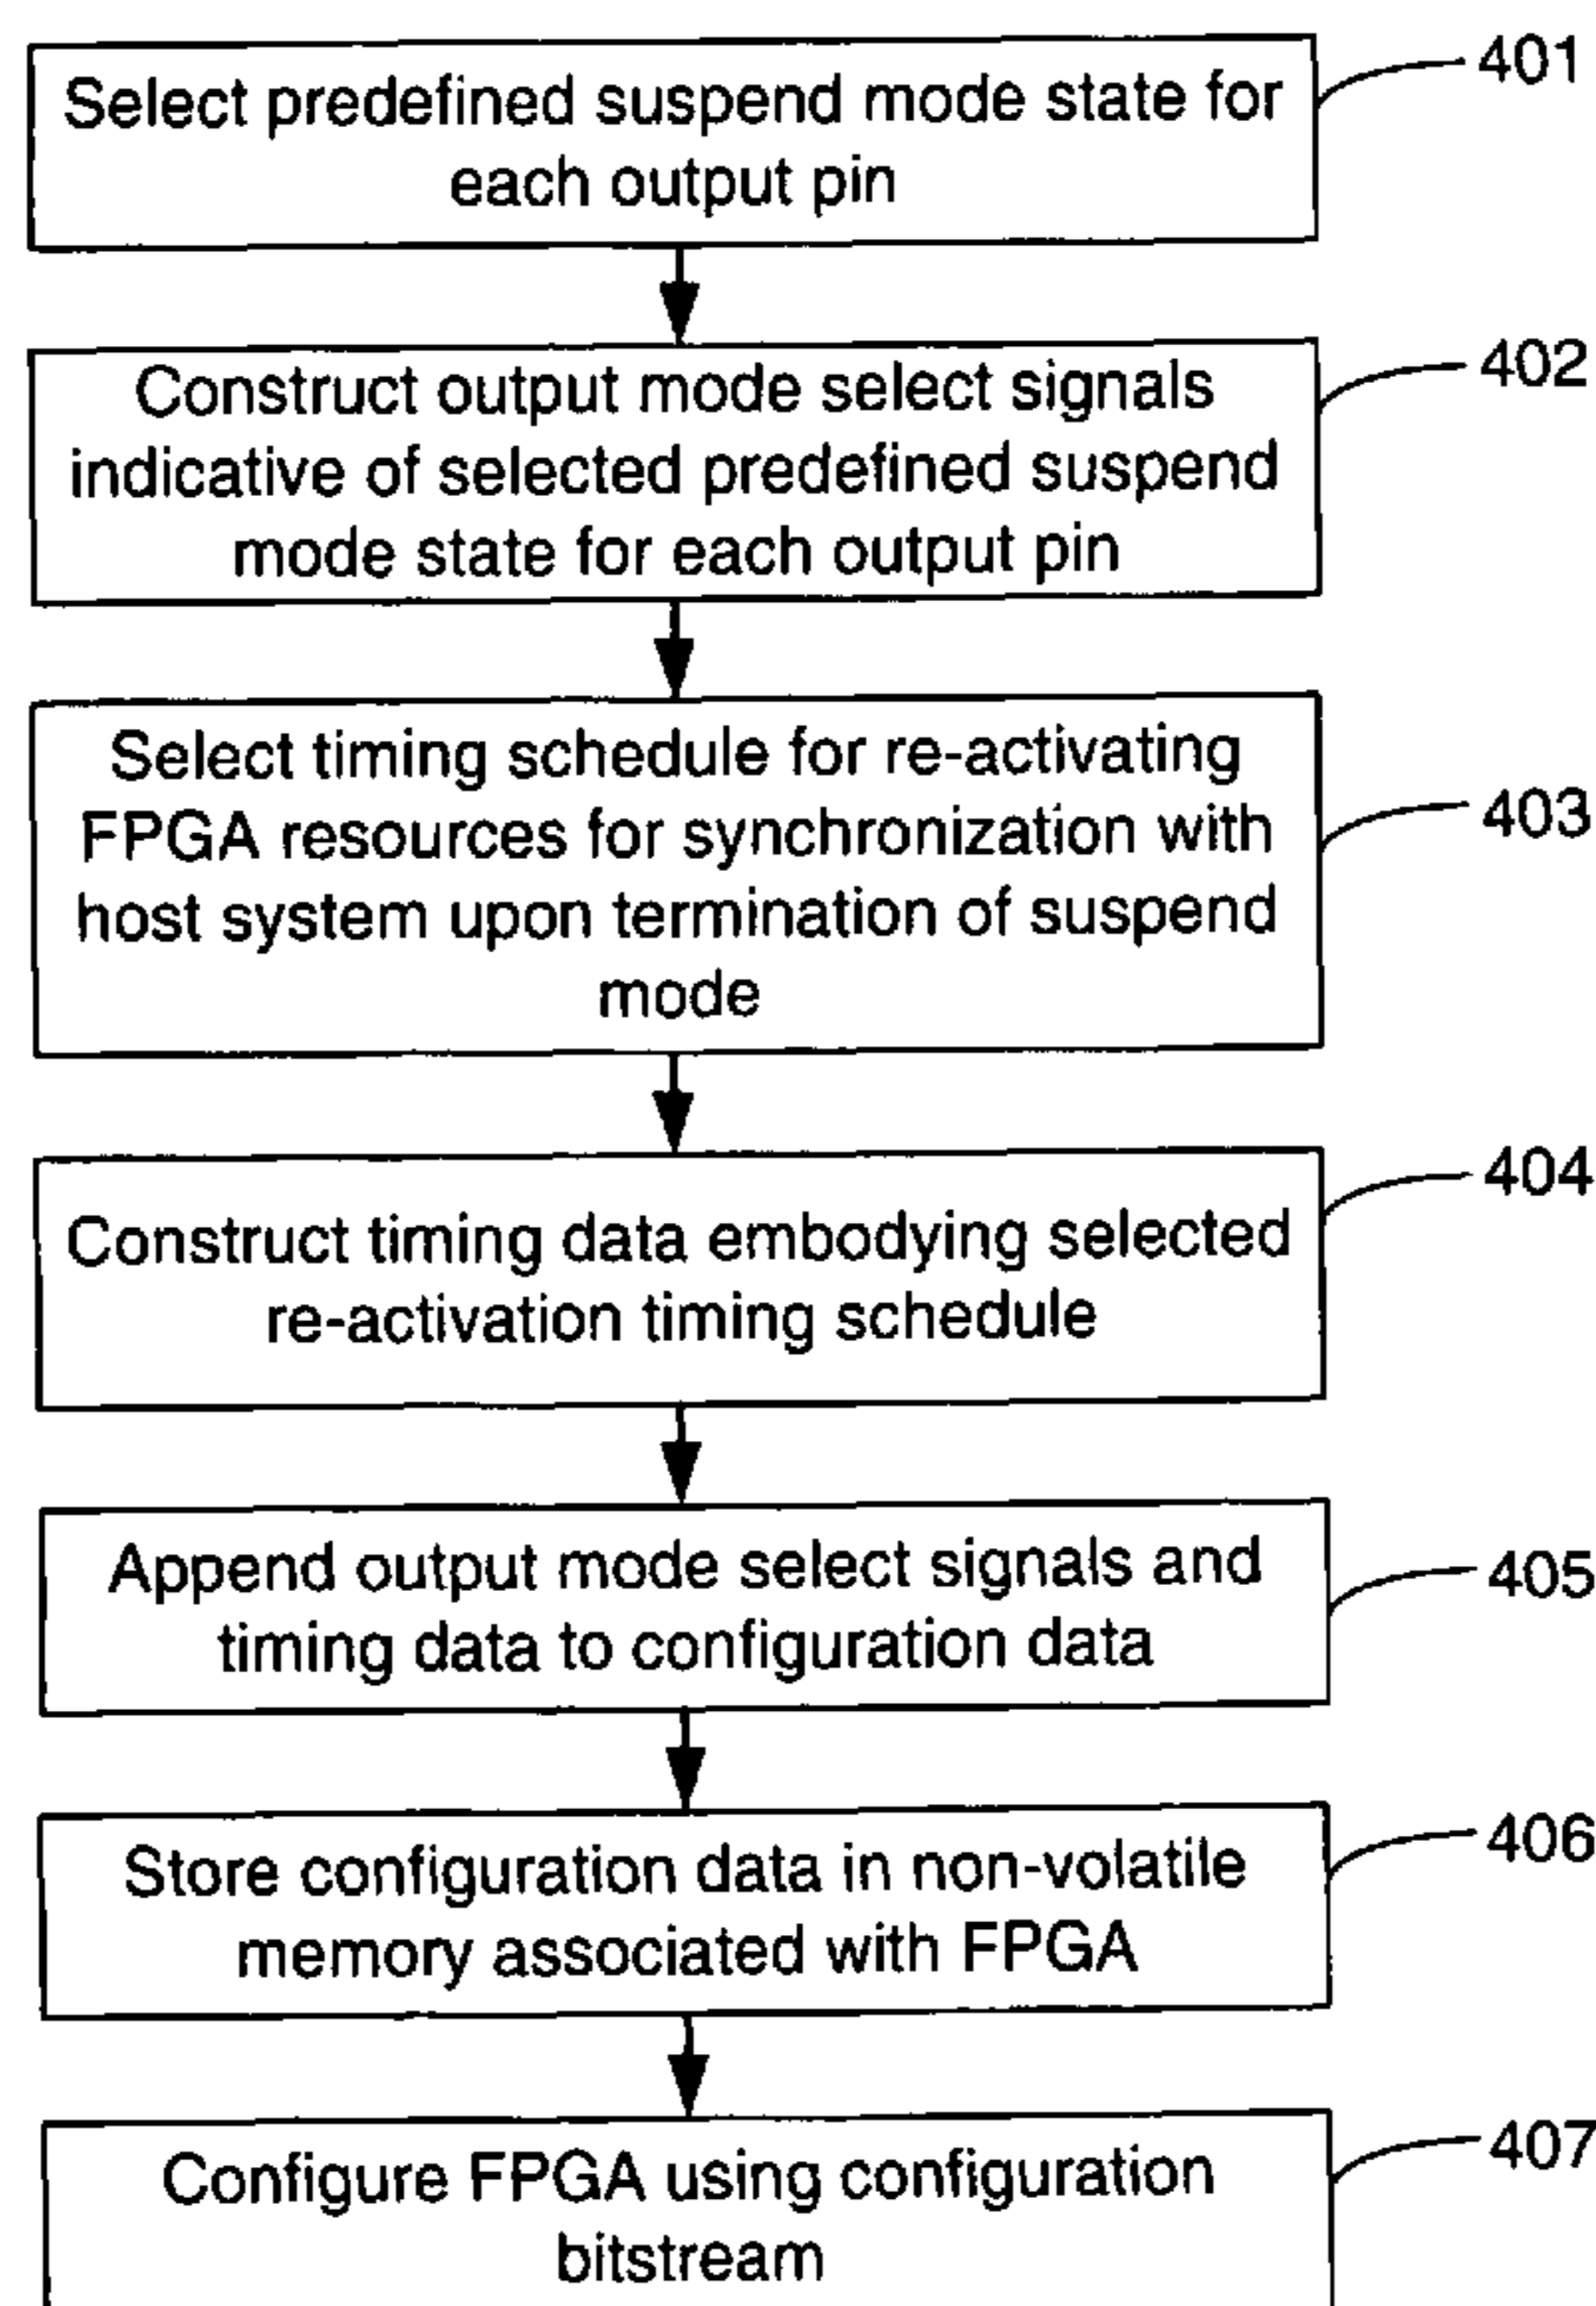 Select predefined suspend mode state for
each output pin
401
Construct output mode select signals
indicative of selected predefined suspend
mode state for each output pin
402
Select timing schedule for re-activating
FPGA resources for synchronization with
host system upon termination of suspend
mode
403
Construct timing data embodying selected
re-activation timing schedule
404
Append output mode select signals and
timing data to configuration data
405
Store configuration data in non-volatile
memory associated with FPGA
406
Configure FPGA using configuration
bitstream
407